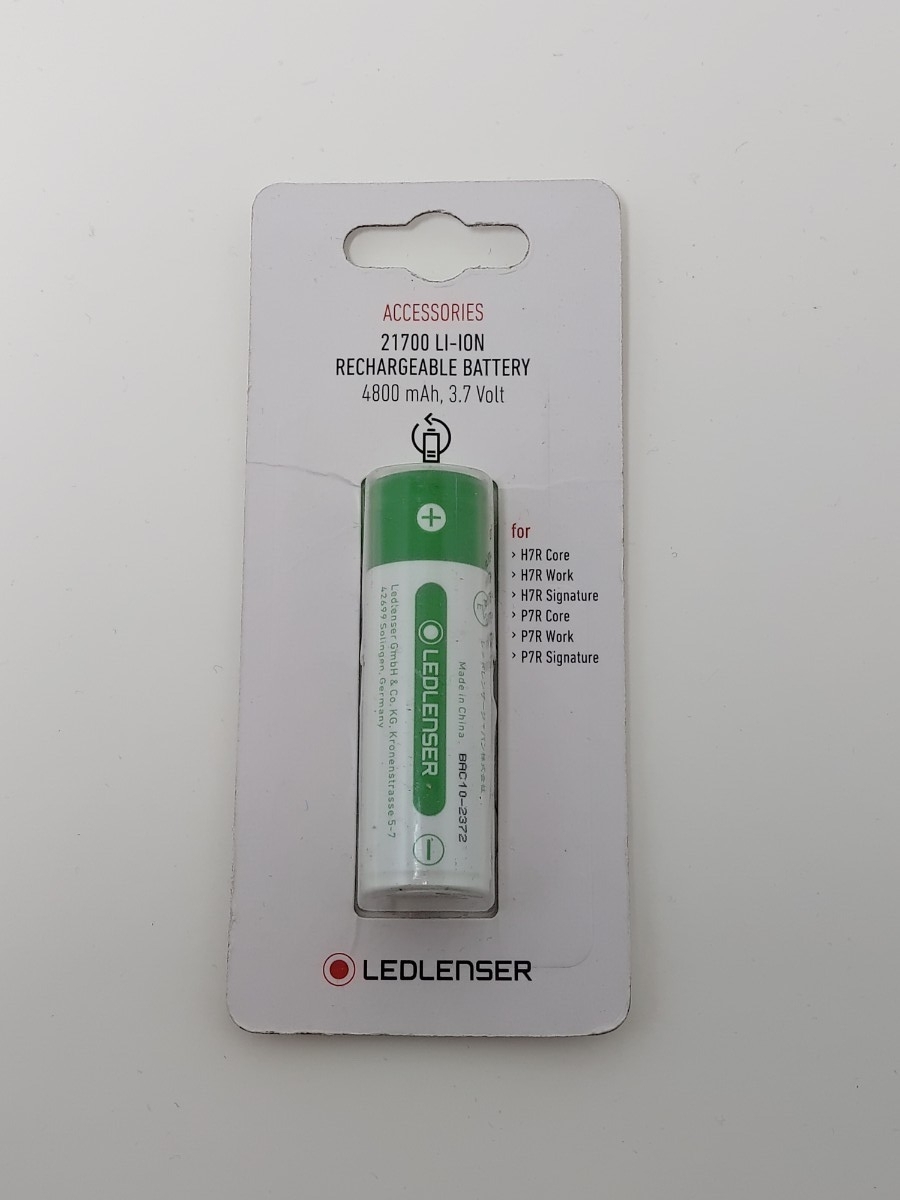 ACCESSORIES
21700 LI-ION
RECHARGEABLE BATTERY
4800 mAh, 3.7 Volt
for
› H7R Core
› H7R Work
› H7R Signature
› P7R Core
› P7R Work
› P7R Signature
Made in China BAC10-2372
LEDLENSER
Ledlenser GmbH & Co. KG, Kronenstrasse 5-7
42699 Solingen, Germany
LEDLENSER